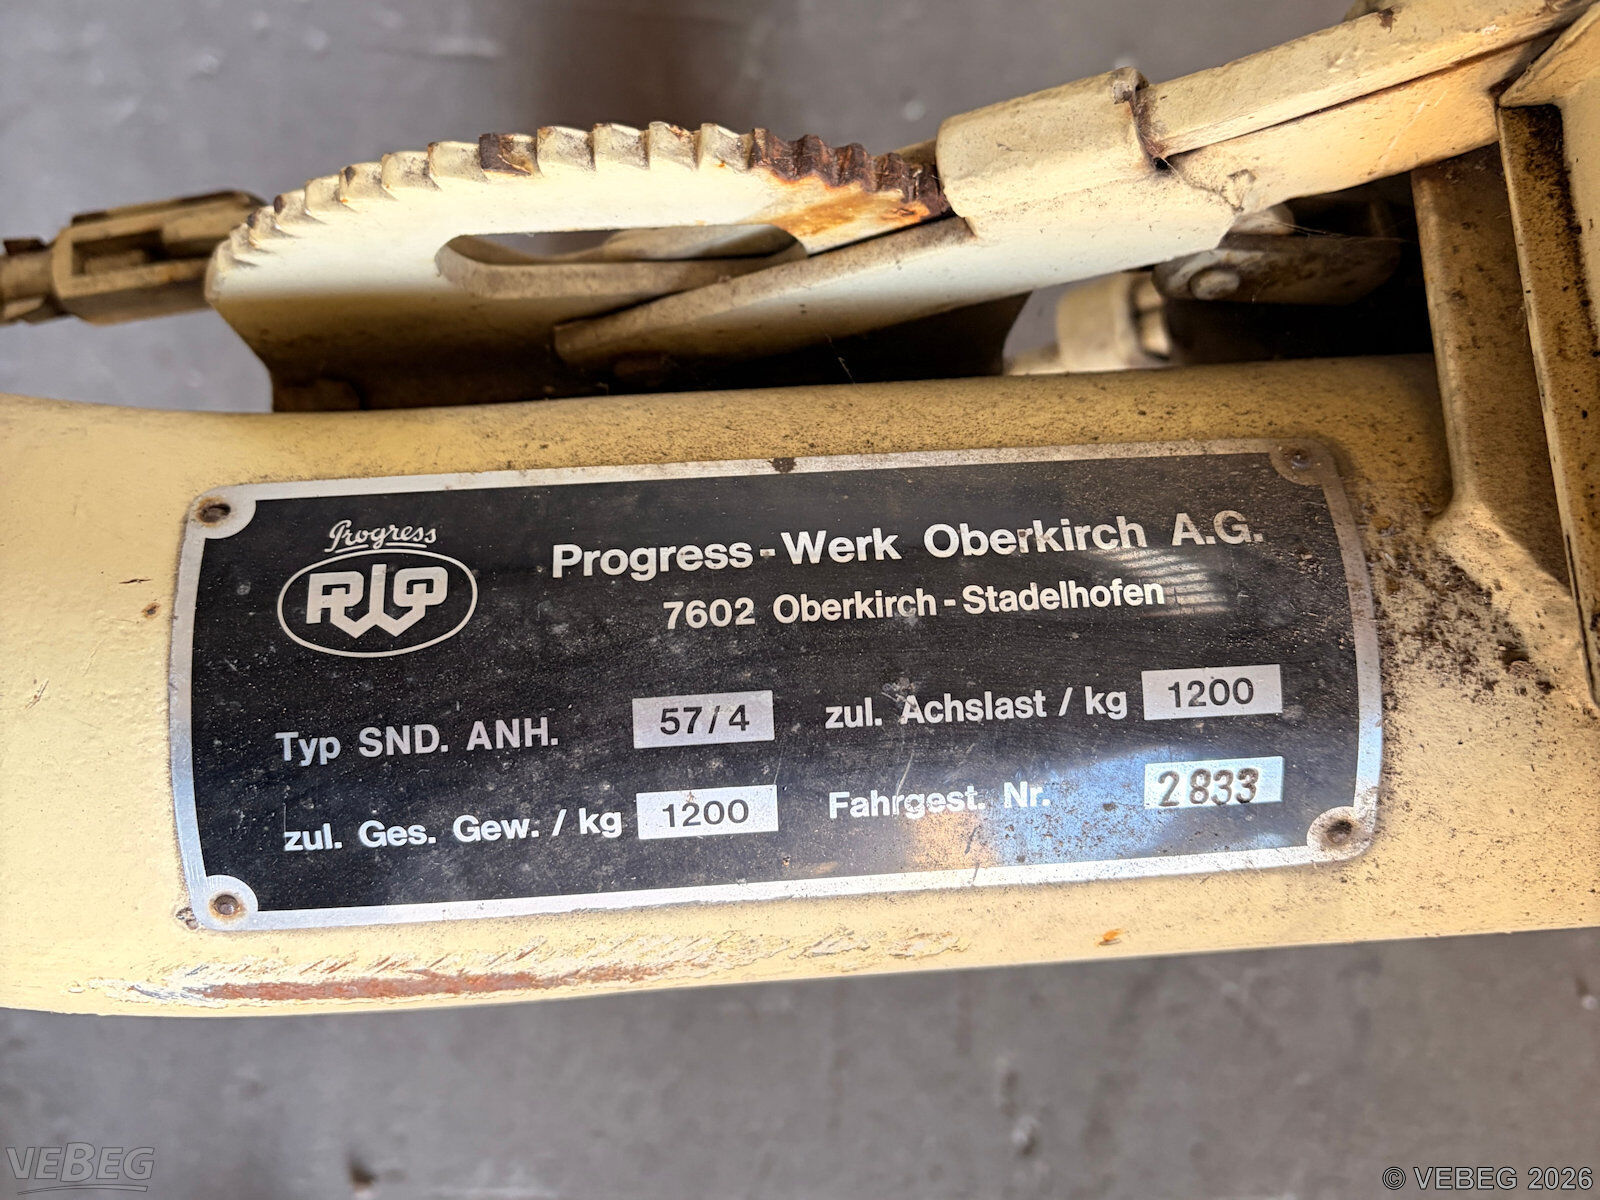 Progress
PWO
Progress-Werk Oberkirch A.G.
7602 Oberkirch-Stadelhofen
Typ SND. ANH. 57/4 zul. Achslast / kg 1200
zul. Ges. Gew. / kg 1200 Fahrgest. Nr. 2833
VEBEG
© VEBEG 2026